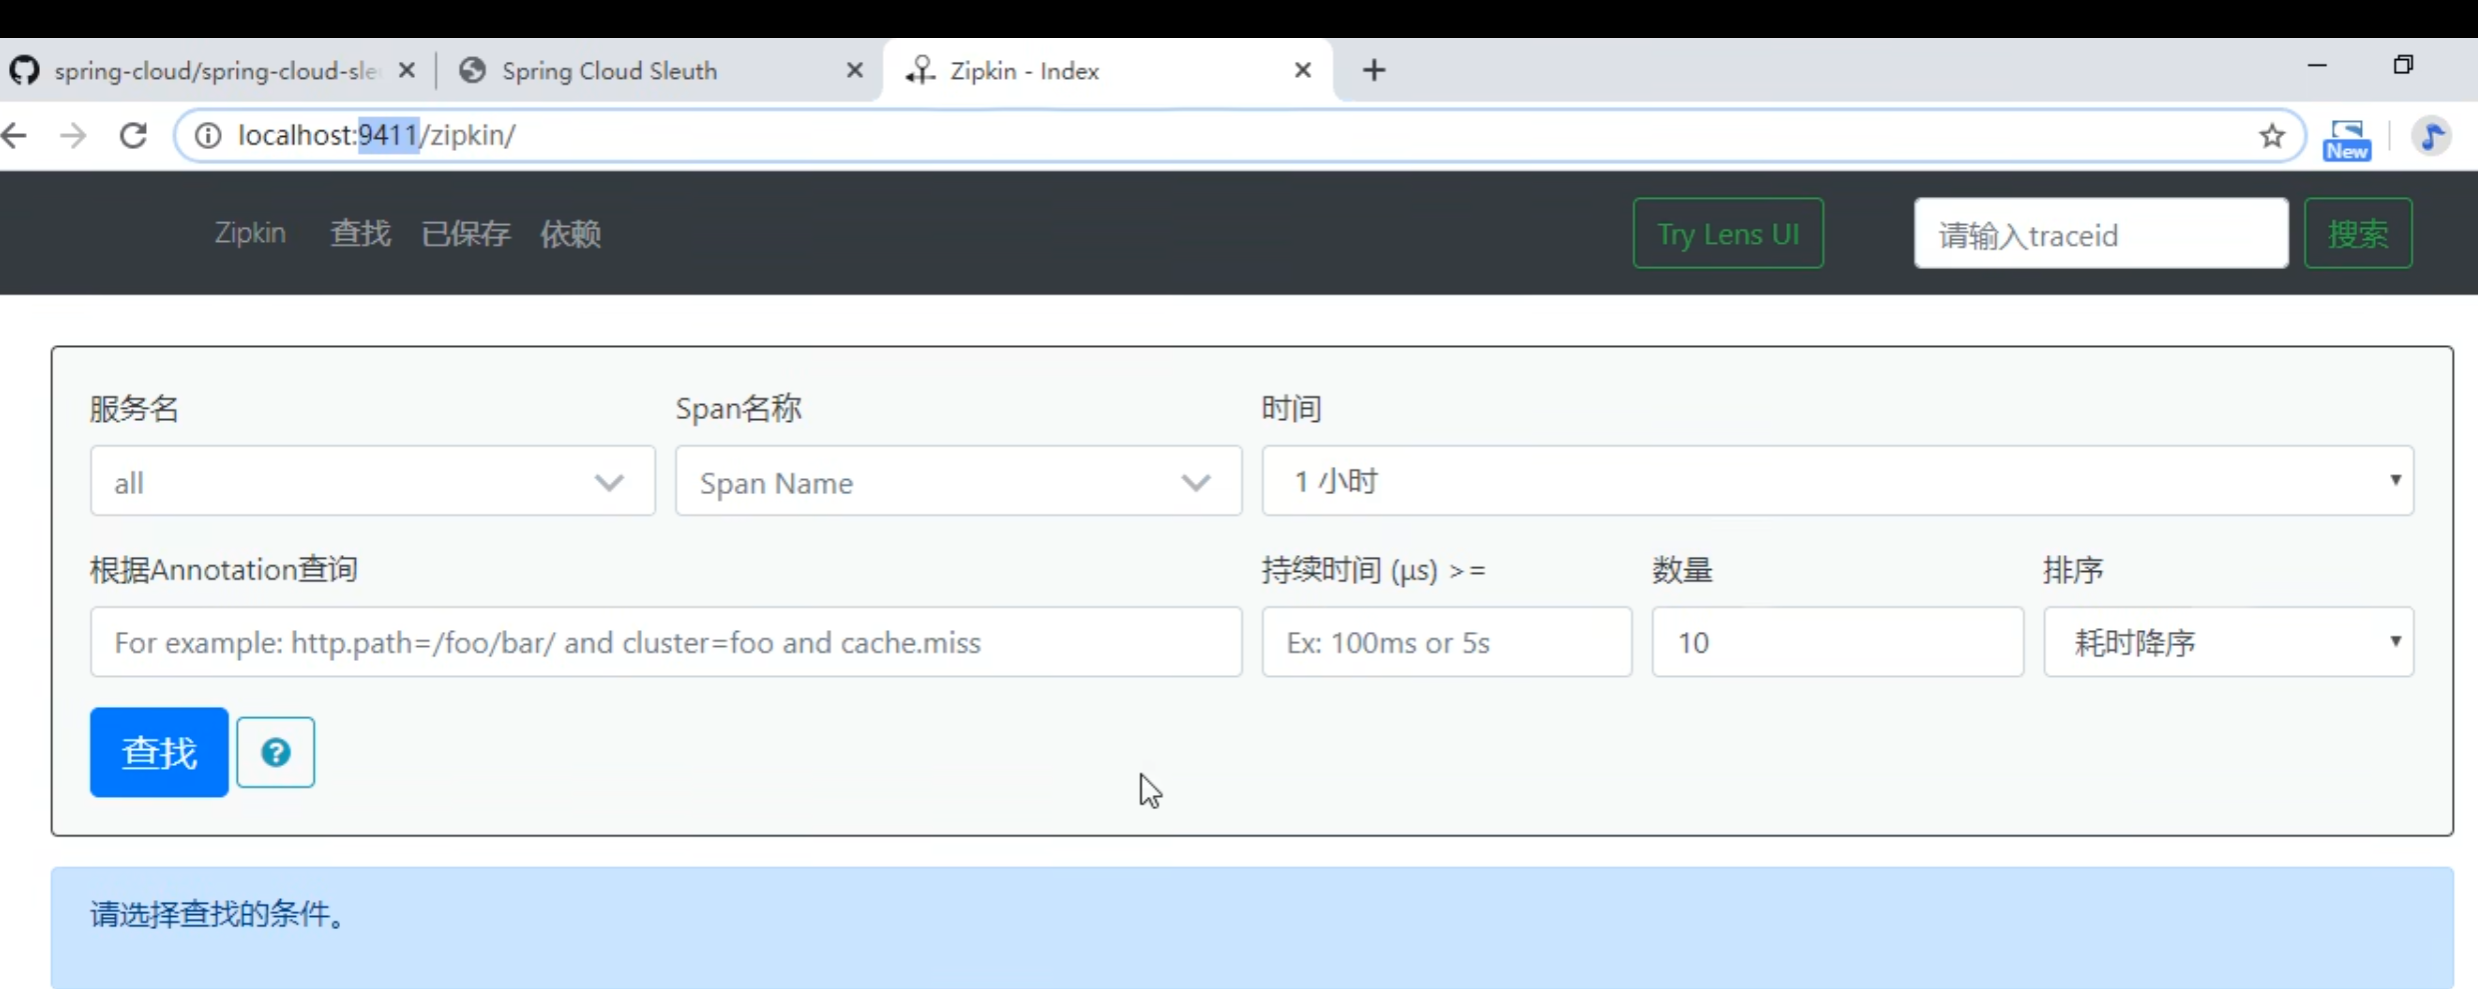 spring-cloud/spring-cloud-sle
Spring Cloud Sleuth
Zipkin - Index
localhost:9411/zipkin/
New
Zipkin 查找 已保存 依赖
Try Lens UI
请输入traceid
搜索
服务名
Span名称
时间
all
Span Name
1 小时
根据Annotation查询
持续时间 (μs) >=
数量
排序
For example: http.path=/foo/bar/ and cluster=foo and cache.miss
Ex: 100ms or 5s
10
耗时降序
查找
?
请选择查找的条件。